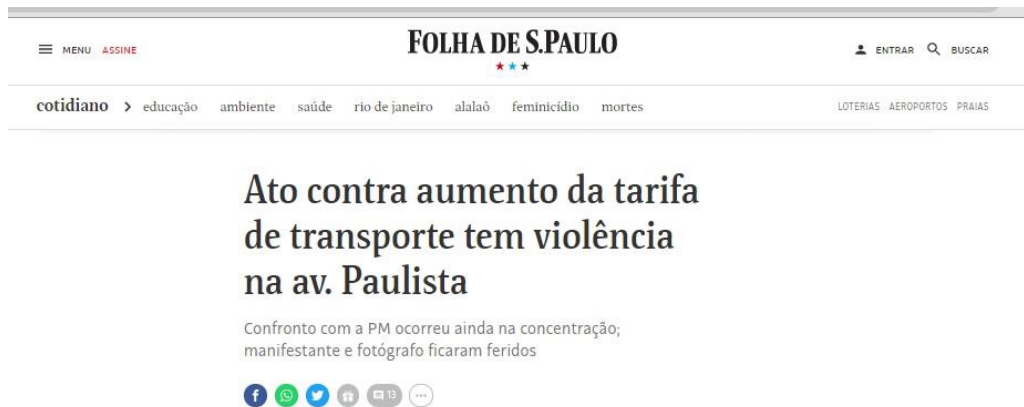 MENU ASSINE
FOLHA DE S.PAULO
ENTRAR BUSCAR
cotidiano > educação ambiente saúde rio de janeiro alalaô feminicídio mortes
LOTERIAS AEROPORTOS PRAIAS
Ato contra aumento da tarifa
de transporte tem violência
na av. Paulista
Confronto com a PM ocorreu ainda na concentração;
manifestante e fotógrafo ficaram feridos
13